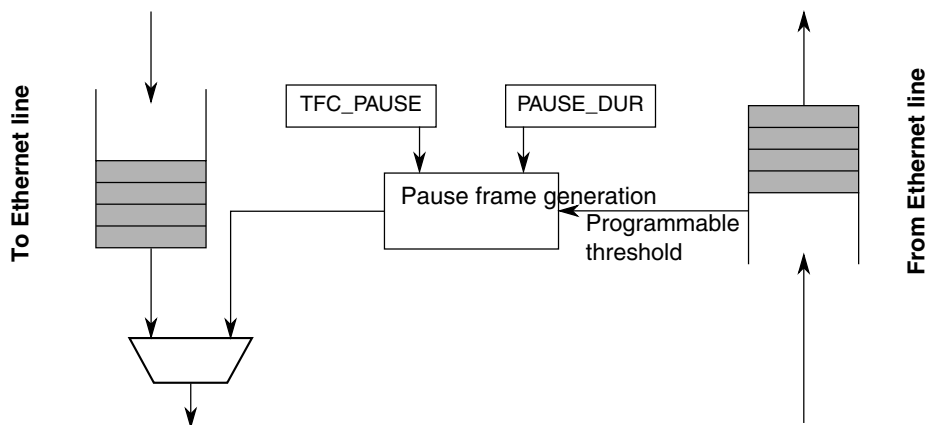 To Ethernet line
TFC_PAUSE
PAUSE_DUR
Pause frame generation
Programmable
threshold
From Ethernet line